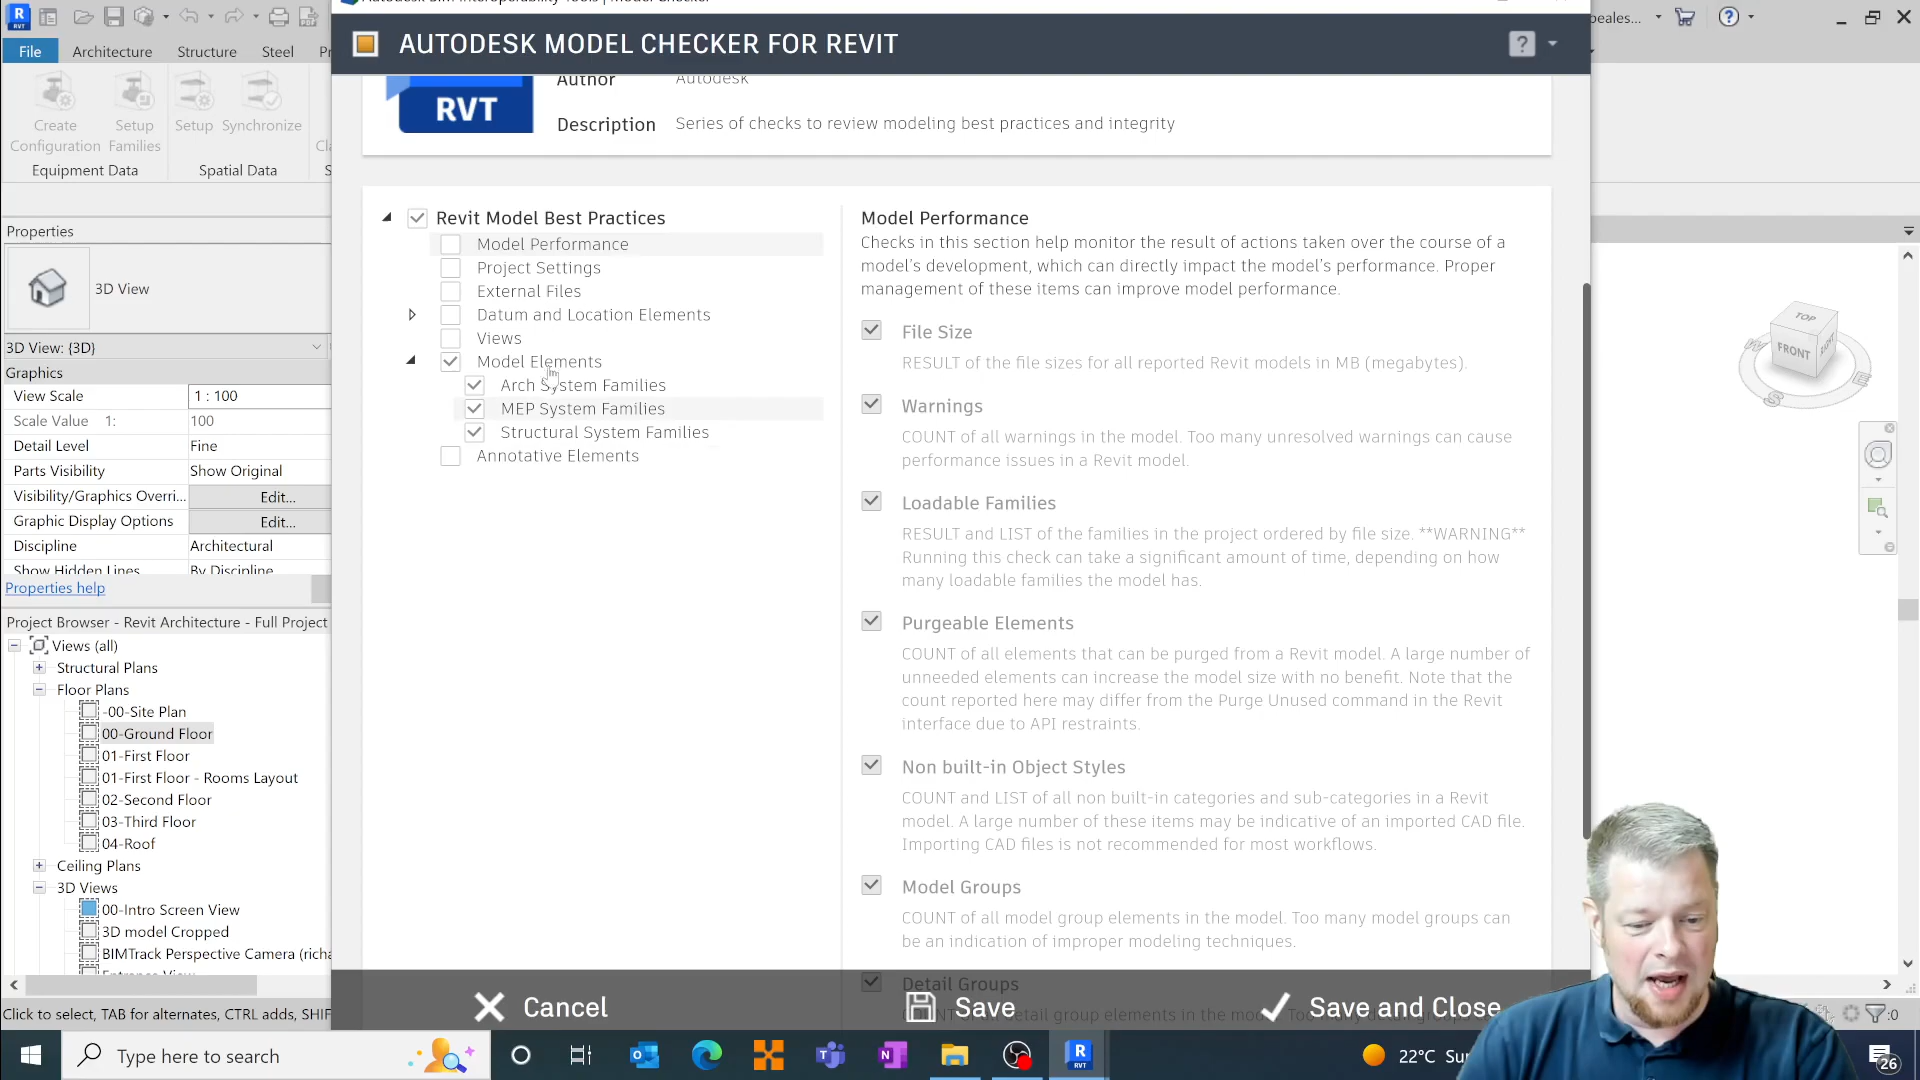 beales...
File
Architecture
Structure
Steel
Create
Configuration
Setup
Families
Setup
Synchronize
Equipment Data
Spatial Data
Properties
3D View
3D View: {3D}
Graphics
View Scale
1 : 100
Scale Value 1:
100
Detail Level
Fine
Parts Visibility
Show Original
Visibility/Graphics Overri...
Edit...
Graphic Display Options
Edit...
Discipline
Architectural
Show Hidden Lines
By Discipline
Properties help
Project Browser - Revit Architecture - Full Project
Views (all)
Structural Plans
Floor Plans
-00-Site Plan
00-Ground Floor
01-First Floor
01-First Floor - Rooms Layout
02-Second Floor
03-Third Floor
04-Roof
Ceiling Plans
3D Views
00-Intro Screen View
3D model Cropped
BIMTrack Perspective Camera (richa
Click to select, TAB for alternates, CTRL adds, SHIF
AUTODESK MODEL CHECKER FOR REVIT
RVT
Author
Autodesk
Description
Series of checks to review modeling best practices and integrity
Revit Model Best Practices
Model Performance
Project Settings
External Files
Datum and Location Elements
Views
Model Elements
Arch System Families
MEP System Families
Structural System Families
Annotative Elements
Model Performance
Checks in this section help monitor the result of actions taken over the course of a
model's development, which can directly impact the model's performance. Proper
management of these items can improve model performance.
File Size
RESULT of the file sizes for all reported Revit models in MB (megabytes).
Warnings
COUNT of all warnings in the model. Too many unresolved warnings can cause
performance issues in a Revit model.
Loadable Families
RESULT and LIST of the families in the project ordered by file size. **WARNING**
Running this check can take a significant amount of time, depending on how
many loadable families the model has.
Purgeable Elements
COUNT of all elements that can be purged from a Revit model. A large number of
unneeded elements can increase the model size with no benefit. Note that the
count reported here may differ from the Purge Unused command in the Revit
interface due to API restraints.
Non built-in Object Styles
COUNT and LIST of all non built-in categories and sub-categories in a Revit
model. A large number of these items may be indicative of an imported CAD file.
Importing CAD files is not recommended for most workflows.
Model Groups
COUNT of all model group elements in the model. Too many model groups can
be an indication of improper modeling techniques.
Detail Groups
Cancel
Save
Save and Close
TOP
FRONT
W
S
E
:0
Type here to search
22°C
26